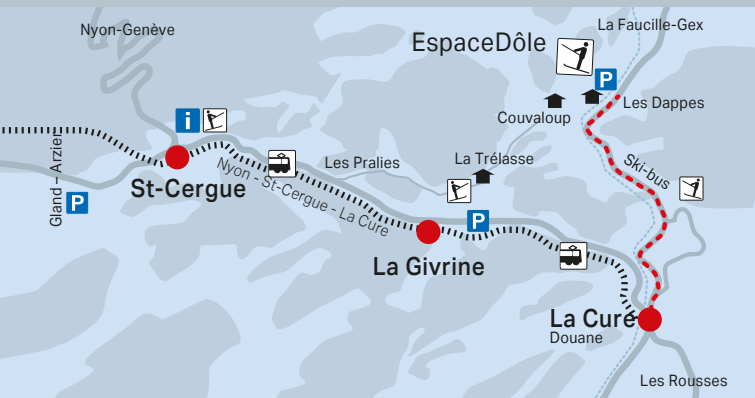 La Faucille-Gex
Nyon-Genève
EspaceDôle
P
Les Dappes
Couvaloup
i
Les Pralies
La Trélasse
Ski-bus
Gland – Arzier
P
St-Cergue
Nyon - St-Cergue - La Cure
P
La Givrine
La Cure
Douane
Les Rousses